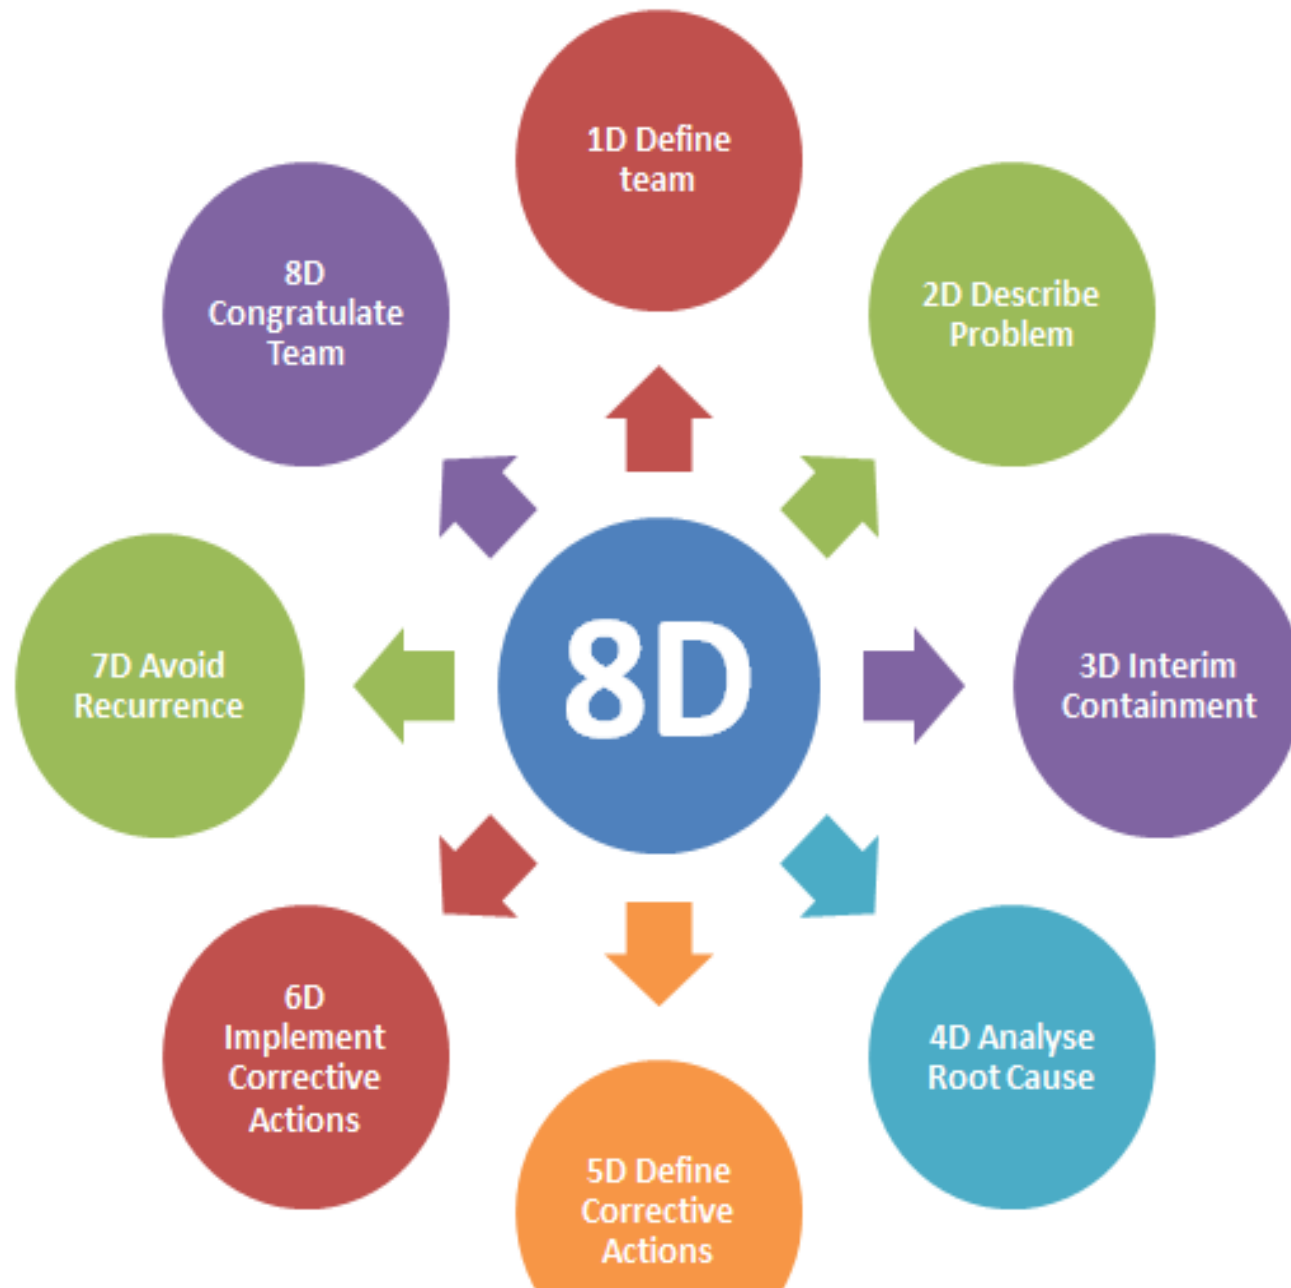 8D
1D Define
team
2D Describe
Problem
3D Interim
Containment
4D Analyse
Root Cause
5D Define
Corrective
Actions
6D
Implement
Corrective
Actions
7D Avoid
Recurrence
8D
Congratulate
Team